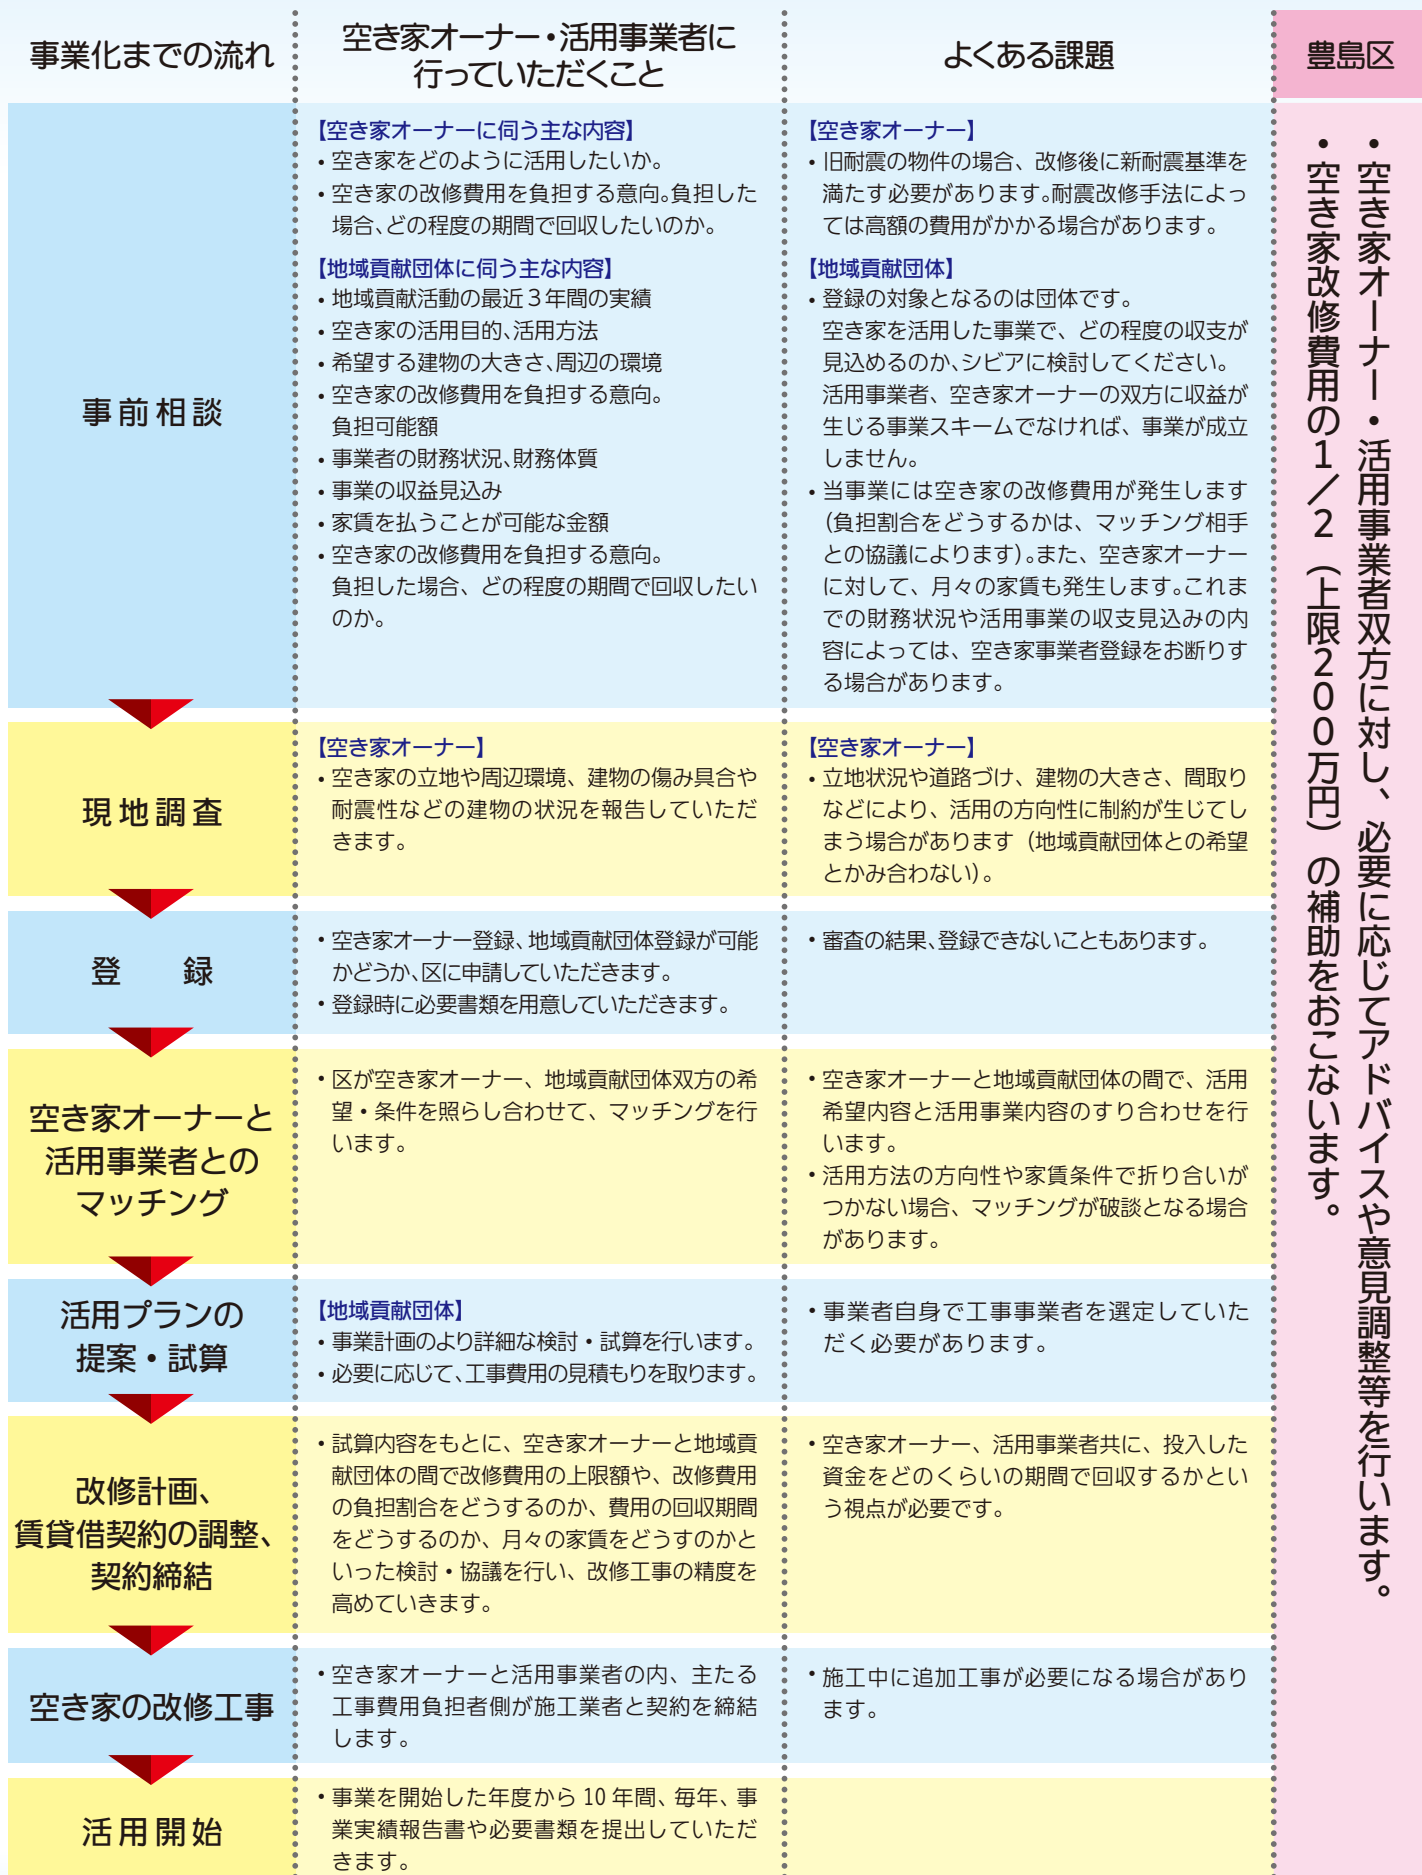 事業化までの流れ
空き家オーナー・活用事業者に
行っていただくこと
よくある課題
豊島区
事前相談
【空き家オーナーに伺う主な内容】
・空き家をどのように活用したいか。
・空き家の改修費用を負担する意向。負担した
場合、どの程度の期間で回収したいのか。
【地域貢献団体に伺う主な内容】
・地域貢献活動の最近3年間の実績
・空き家の活用目的、活用方法
・希望する建物の大きさ、周辺の環境
・空き家の改修費用を負担する意向。
負担可能額
・事業者の財務状況、財務体質
・事業の収益見込み
・家賃を払うことが可能な金額
・空き家の改修費用を負担する意向。
負担した場合、どの程度の期間で回収したい
のか。
【空き家オーナー】
・旧耐震の物件の場合、改修後に新耐震基準を
満たす必要があります。耐震改修手法によっ
ては高額の費用がかかる場合があります。
【地域貢献団体】
・登録の対象となるのは団体です。
空き家を活用した事業で、どの程度の収支が
見込めるのか、シビアに検討してください。
活用事業者、空き家オーナーの双方に収益が
生じる事業スキームでなければ、事業が成立
しません。
・当事業には空き家の改修費用が発生します
(負担割合をどうするかは、マッチング相手
との協議によります)。また、空き家オーナー
に対して、月々の家賃も発生します。これま
での財務状況や活用事業の収支見込みの内
容によっては、空き家事業者登録をお断りす
る場合があります。
現地調査
【空き家オーナー】
・空き家の立地や周辺環境、建物の傷み具合や
耐震性などの建物の状況を報告していただ
きます。
【空き家オーナー】
・立地状況や道路づけ、建物の大きさ、間取り
などにより、活用の方向性に制約が生じてし
まう場合があります（地域貢献団体との希望
とかみ合わない）。
登 録
・空き家オーナー登録、地域貢献団体登録が可能
かどうか、区に申請していただきます。
・登録時に必要書類を用意していただきます。
・審査の結果、登録できないこともあります。
空き家オーナーと
活用事業者との
マッチング
・区が空き家オーナー、地域貢献団体双方の希
望・条件を照らし合わせて、マッチングを行
います。
・空き家オーナーと地域貢献団体の間で、活用
希望内容と活用事業内容のすり合わせを行
います。
・活用方法の方向性や家賃条件で折り合いが
つかない場合、マッチングが破談となる場合
があります。
活用プランの
提案・試算
【地域貢献団体】
・事業計画のより詳細な検討・試算を行います。
・必要に応じて、工事費用の見積もりを取ります。
・事業者自身で工事事業者を選定していた
だく必要があります。
改修計画、
賃貸借契約の調整、
契約締結
・試算内容をもとに、空き家オーナーと地域貢
献団体の間で改修費用の上限額や、改修費用
の負担割合をどうするのか、費用の回収期間
をどうするのか、月々の家賃をどうすのかと
いった検討・協議を行い、改修工事の精度を
高めていきます。
・空き家オーナー、活用事業者共に、投入した
資金をどのくらいの期間で回収するかとい
う視点が必要です。
空き家の改修工事
・空き家オーナーと活用事業者の内、主たる
工事費用負担者側が施工業者と契約を締結
します。
・施工中に追加工事が必要になる場合があり
ます。
活用開始
・事業を開始した年度から10年間、毎年、事
業実績報告書や必要書類を提出していただ
きます。
・空き家オーナー・活用事業者双方に対し、必要に応じてアドバイスや意見調整等を行います。
・空き家改修費用の1／2（上限200万円）の補助をおこないます。